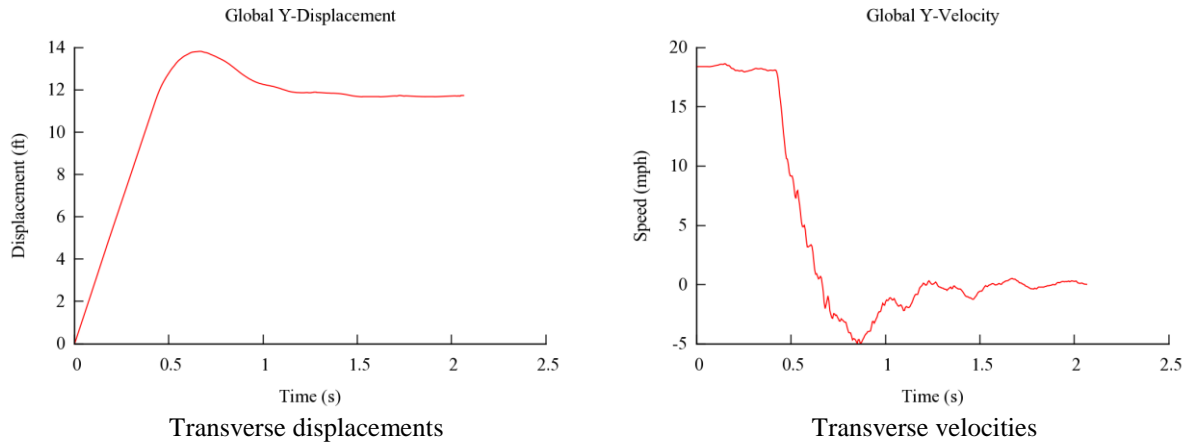 Global Y-Displacement
14
12
10
8
6
4
2
0
Displacement (ft)
0 0.5 1 1.5 2 2.5
Time (s)
Transverse displacements
Global Y-Velocity
20
15
10
5
0
-5
Speed (mph)
0 0.5 1 1.5 2 2.5
Time (s)
Transverse velocities